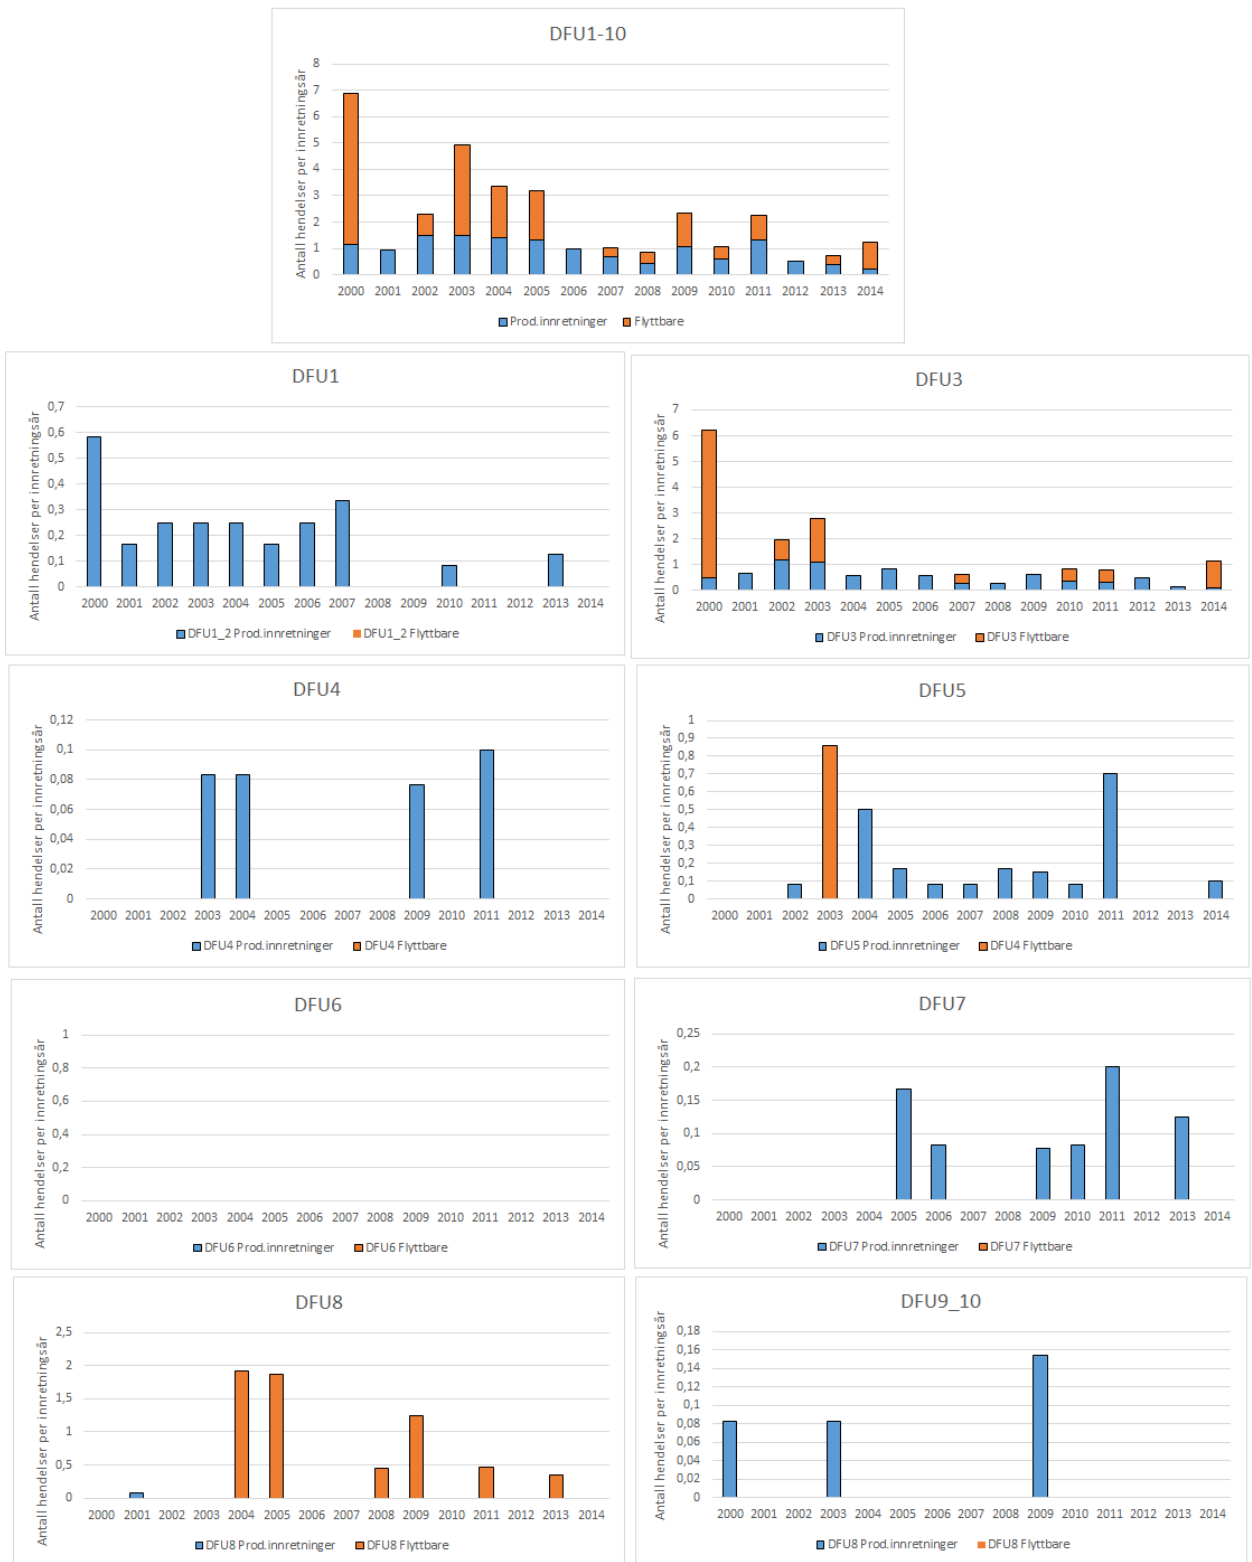 DFU1-10
Antall hendelser per innretningsår
8
7
6
5
4
3
2
1
0
2000 2001 2002 2003 2004 2005 2006 2007 2008 2009 2010 2011 2012 2013 2014
Prod.innretninger Flyttbare
DFU1
Antall hendelser per innretningsår
0,7
0,6
0,5
0,4
0,3
0,2
0,1
0
2000 2001 2002 2003 2004 2005 2006 2007 2008 2009 2010 2011 2012 2013 2014
DFU1_2 Prod.innretninger DFU1_2 Flyttbare
DFU3
Antall hendelser per innretningsår
7
6
5
4
3
2
1
0
2000 2001 2002 2003 2004 2005 2006 2007 2008 2009 2010 2011 2012 2013 2014
DFU3 Prod.innretninger DFU3 Flyttbare
DFU4
Antall hendelser per innretningsår
0,12
0,1
0,08
0,06
0,04
0,02
0
2000 2001 2002 2003 2004 2005 2006 2007 2008 2009 2010 2011 2012 2013 2014
DFU4 Prod.innretninger DFU4 Flyttbare
DFU5
Antall hendelser per innretningsår
1
0,9
0,8
0,7
0,6
0,5
0,4
0,3
0,2
0,1
0
2000 2001 2002 2003 2004 2005 2006 2007 2008 2009 2010 2011 2012 2013 2014
DFU5 Prod.innretninger DFU4 Flyttbare
DFU6
Antall hendelser per innretningsår
1
0,8
0,6
0,4
0,2
0
2000 2001 2002 2003 2004 2005 2006 2007 2008 2009 2010 2011 2012 2013 2014
DFU6 Prod.innretninger DFU6 Flyttbare
DFU7
Antall hendelser per innretningsår
0,25
0,2
0,15
0,1
0,05
0
2000 2001 2002 2003 2004 2005 2006 2007 2008 2009 2010 2011 2012 2013 2014
DFU7 Prod.innretninger DFU7 Flyttbare
DFU8
Antall hendelser per innretningsår
2,5
2
1,5
1
0,5
0
2000 2001 2002 2003 2004 2005 2006 2007 2008 2009 2010 2011 2012 2013 2014
DFU8 Prod.innretninger DFU8 Flyttbare
DFU9_10
Antall hendelser per innretningsår
0,18
0,16
0,14
0,12
0,1
0,08
0,06
0,04
0,02
0
2000 2001 2002 2003 2004 2005 2006 2007 2008 2009 2010 2011 2012 2013 2014
DFU8 Prod.innretninger DFU8 Flyttbare